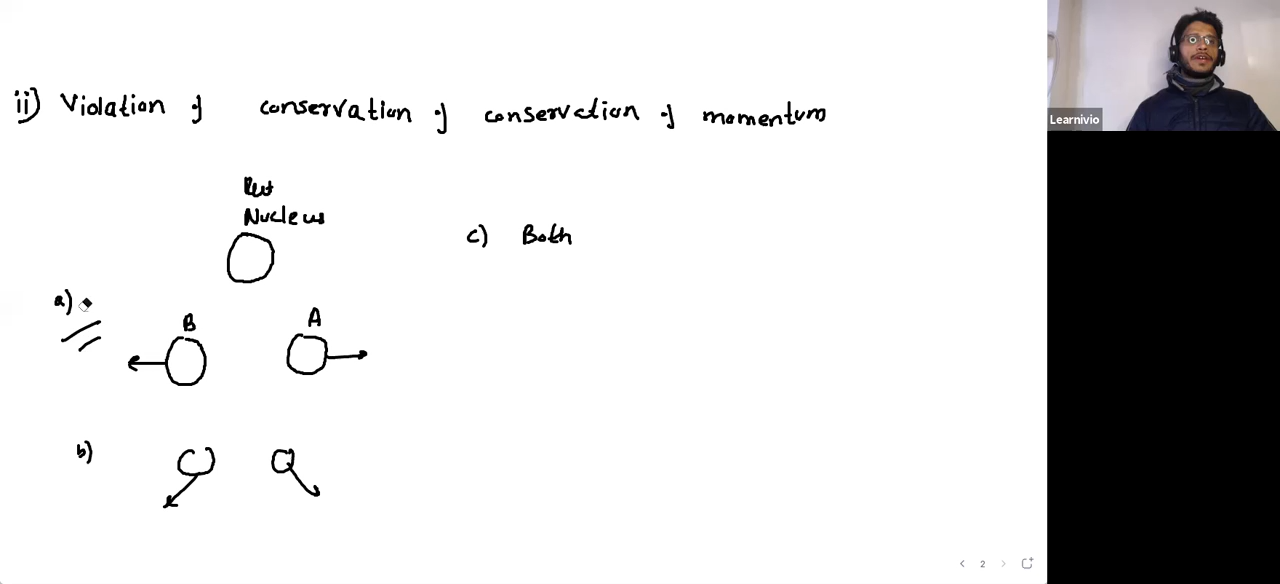 ii) Violation of conservation of conservation of momentum
Rest
Nucleus
c) Both
a)
B
A
b)
Learnivio
2